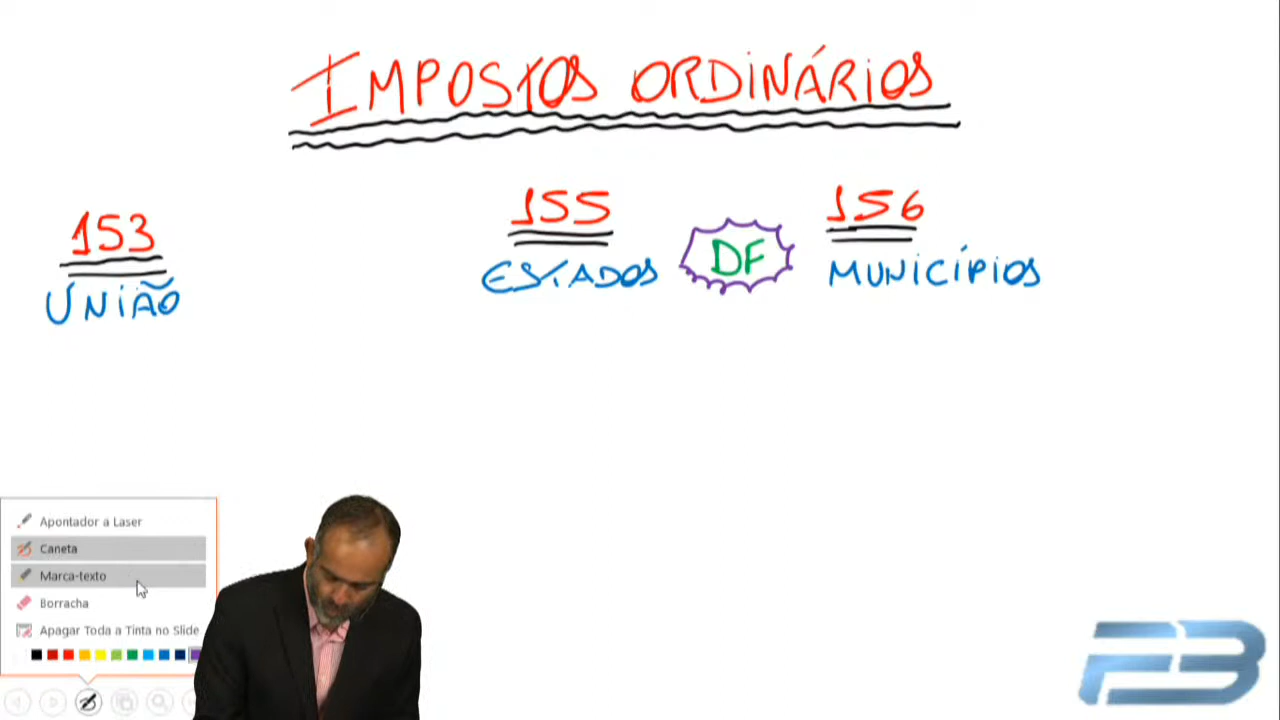 IMPOSTOS ORDINÁRIOS
153
UNIÃO
155
ESTADOS
DF
156
MUNICÍPIOS
Apontador a Laser
Caneta
Marca-texto
Borracha
Apagar Toda a Tinta no Slide